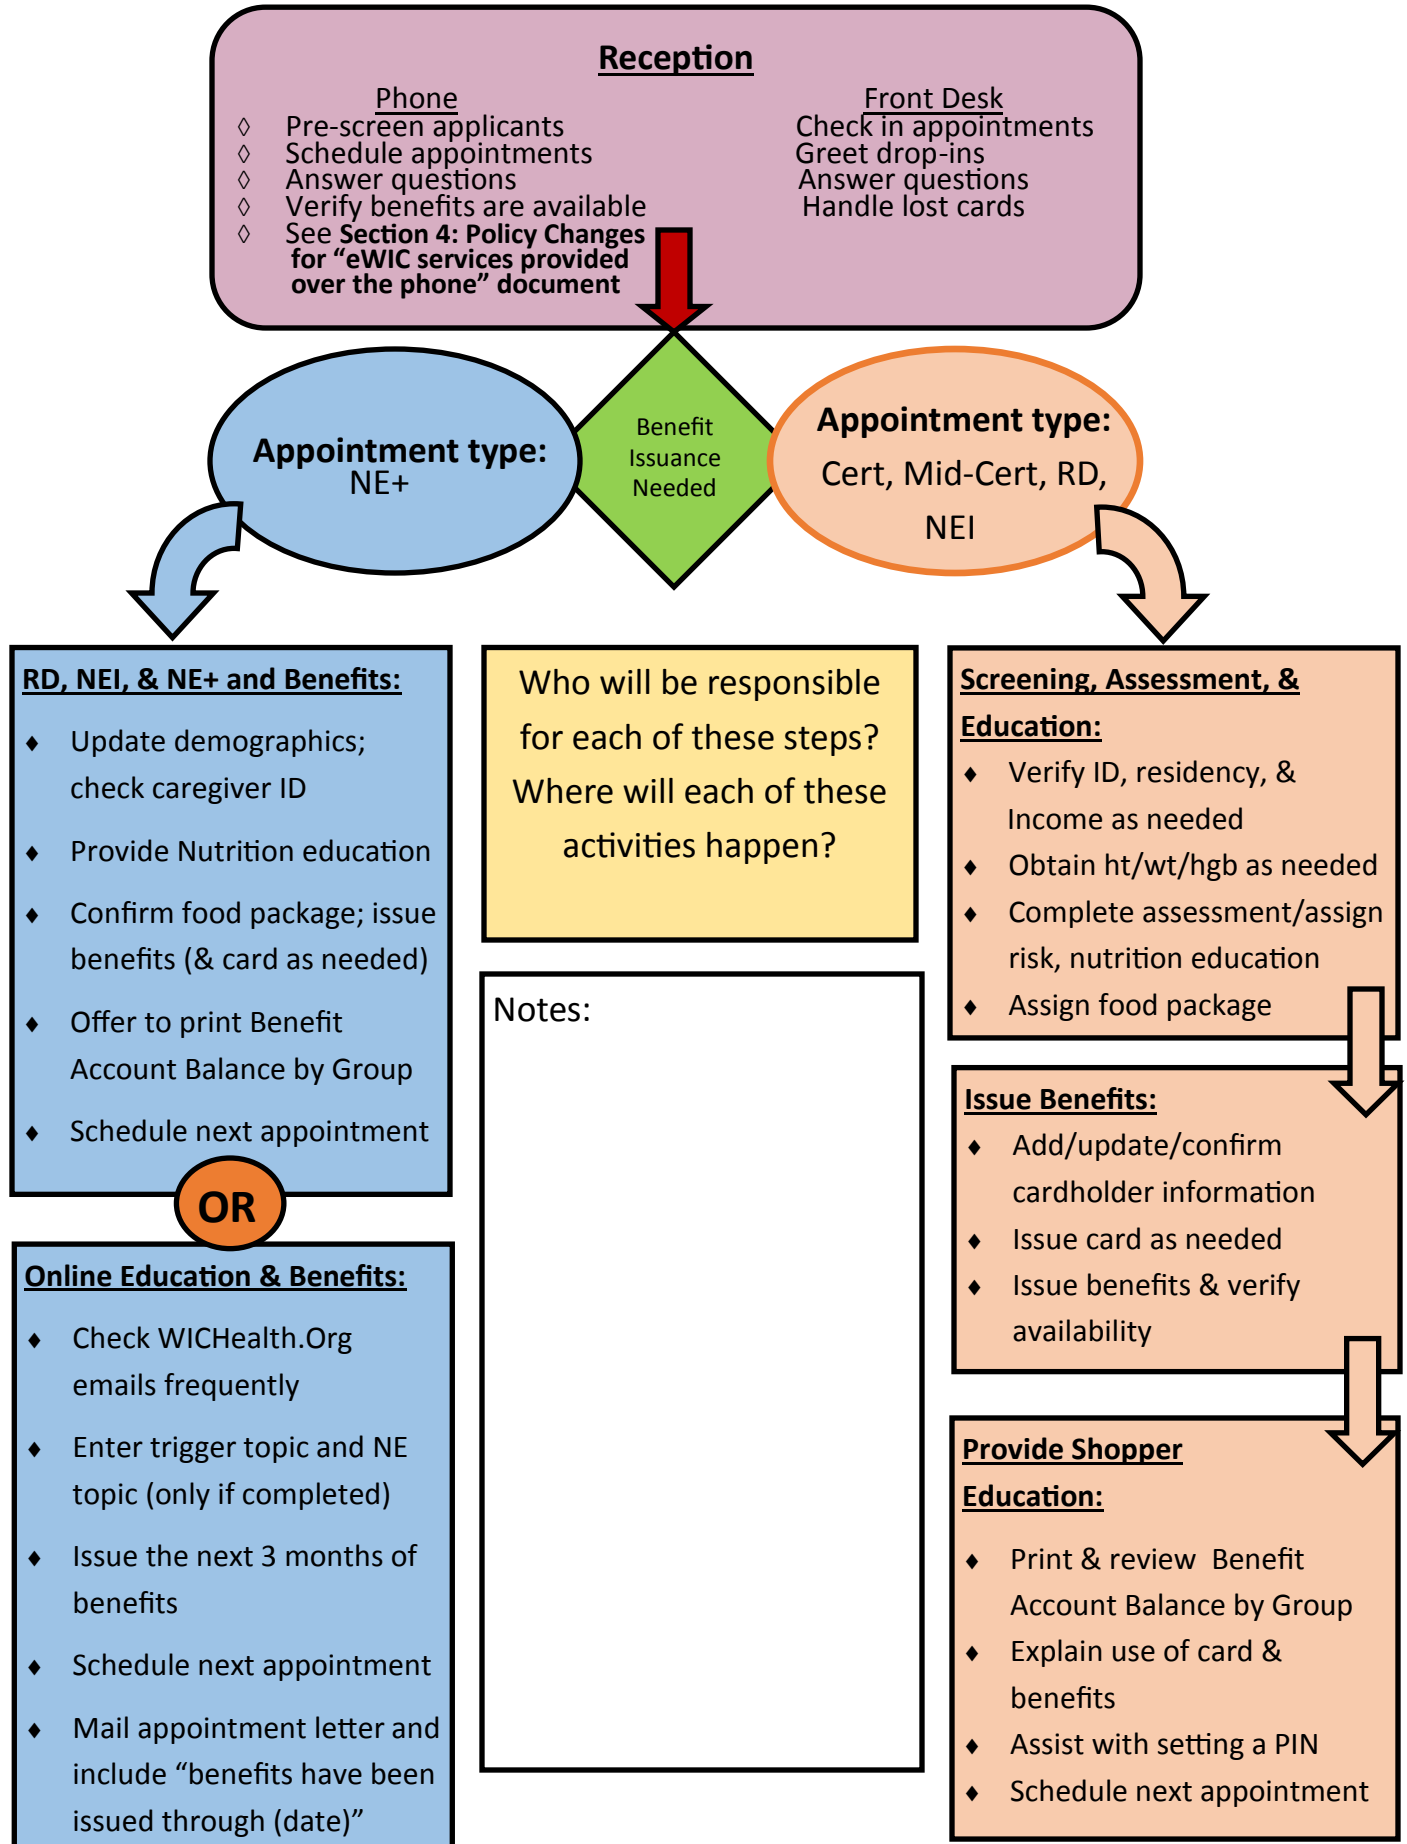 Reception
Phone
◊ Pre-screen applicants
◊ Schedule appointments
◊ Answer questions
◊ Verify benefits are available
◊ See Section 4: Policy Changes
for “eWIC services provided
over the phone” document
Front Desk
Check in appointments
Greet drop-ins
Answer questions
Handle lost cards
Appointment type:
NE+
Benefit
Issuance
Needed
Appointment type:
Cert, Mid-Cert, RD,
NEI
RD, NEI, & NE+ and Benefits:
♦ Update demographics;
check caregiver ID
♦ Provide Nutrition education
♦ Confirm food package; issue
benefits (& card as needed)
♦ Offer to print Benefit
Account Balance by Group
♦ Schedule next appointment
OR
Online Education & Benefits:
♦ Check WICHealth.Org
emails frequently
♦ Enter trigger topic and NE
topic (only if completed)
♦ Issue the next 3 months of
benefits
♦ Schedule next appointment
♦ Mail appointment letter and
include “benefits have been
issued through (date)”
Who will be responsible
for each of these steps?
Where will each of these
activities happen?
Notes:
Screening, Assessment, &
Education:
♦ Verify ID, residency, &
Income as needed
♦ Obtain ht/wt/hgb as needed
♦ Complete assessment/assign
risk, nutrition education
♦ Assign food package
Issue Benefits:
♦ Add/update/confirm
cardholder information
♦ Issue card as needed
♦ Issue benefits & verify
availability
Provide Shopper
Education:
♦ Print & review Benefit
Account Balance by Group
♦ Explain use of card &
benefits
♦ Assist with setting a PIN
♦ Schedule next appointment